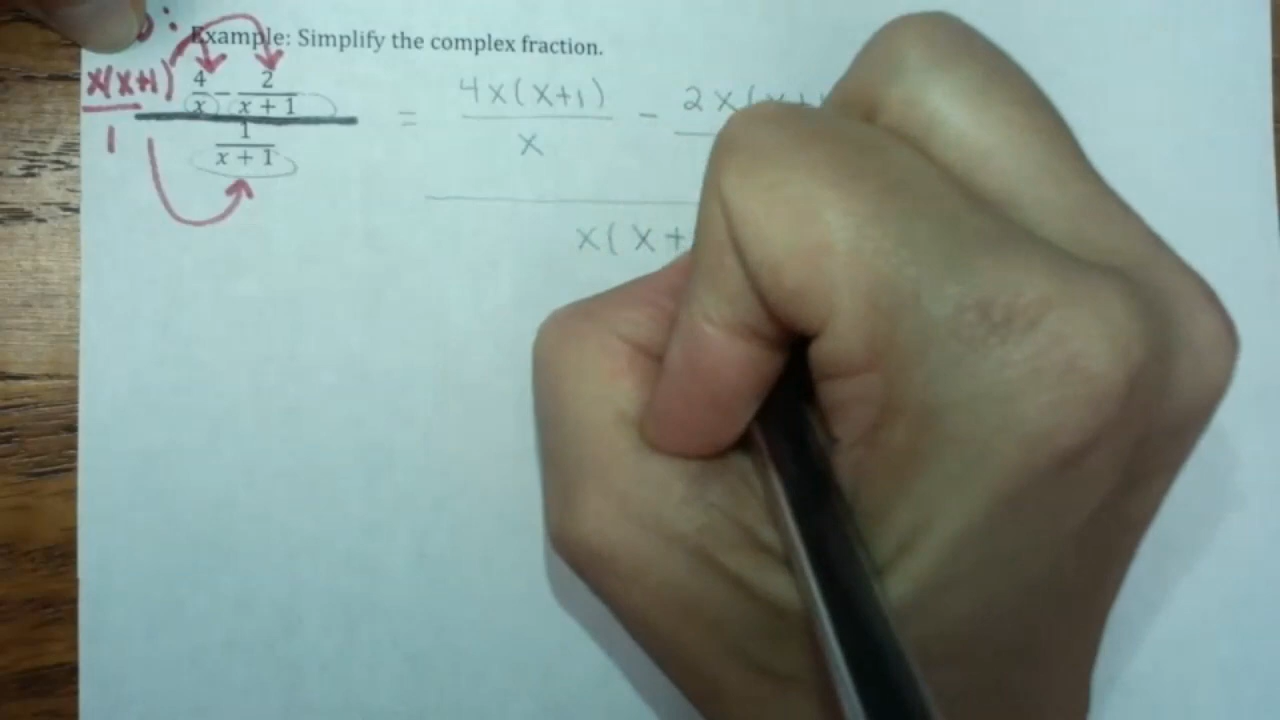 Example: Simplify the complex fraction.
x(x+1) 4/x - 2/(x + 1) = 4x(x+1)/x - 2x(x
1 1/(x + 1) x(x+